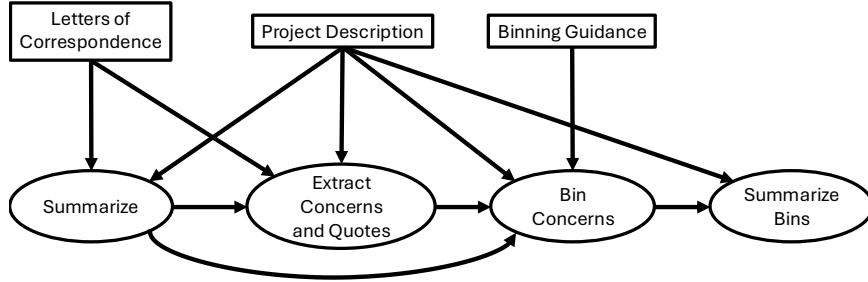 Letters of
Correspondence
Project Description
Binning Guidance
Summarize
Extract
Concerns
and Quotes
Bin
Concerns
Summarize
Bins